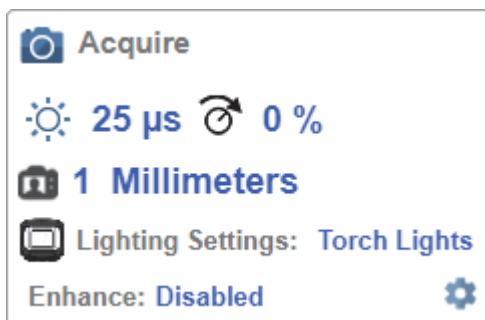 Acquire
25 µs 0 %
1 Millimeters
Lighting Settings: Torch Lights
Enhance: Disabled